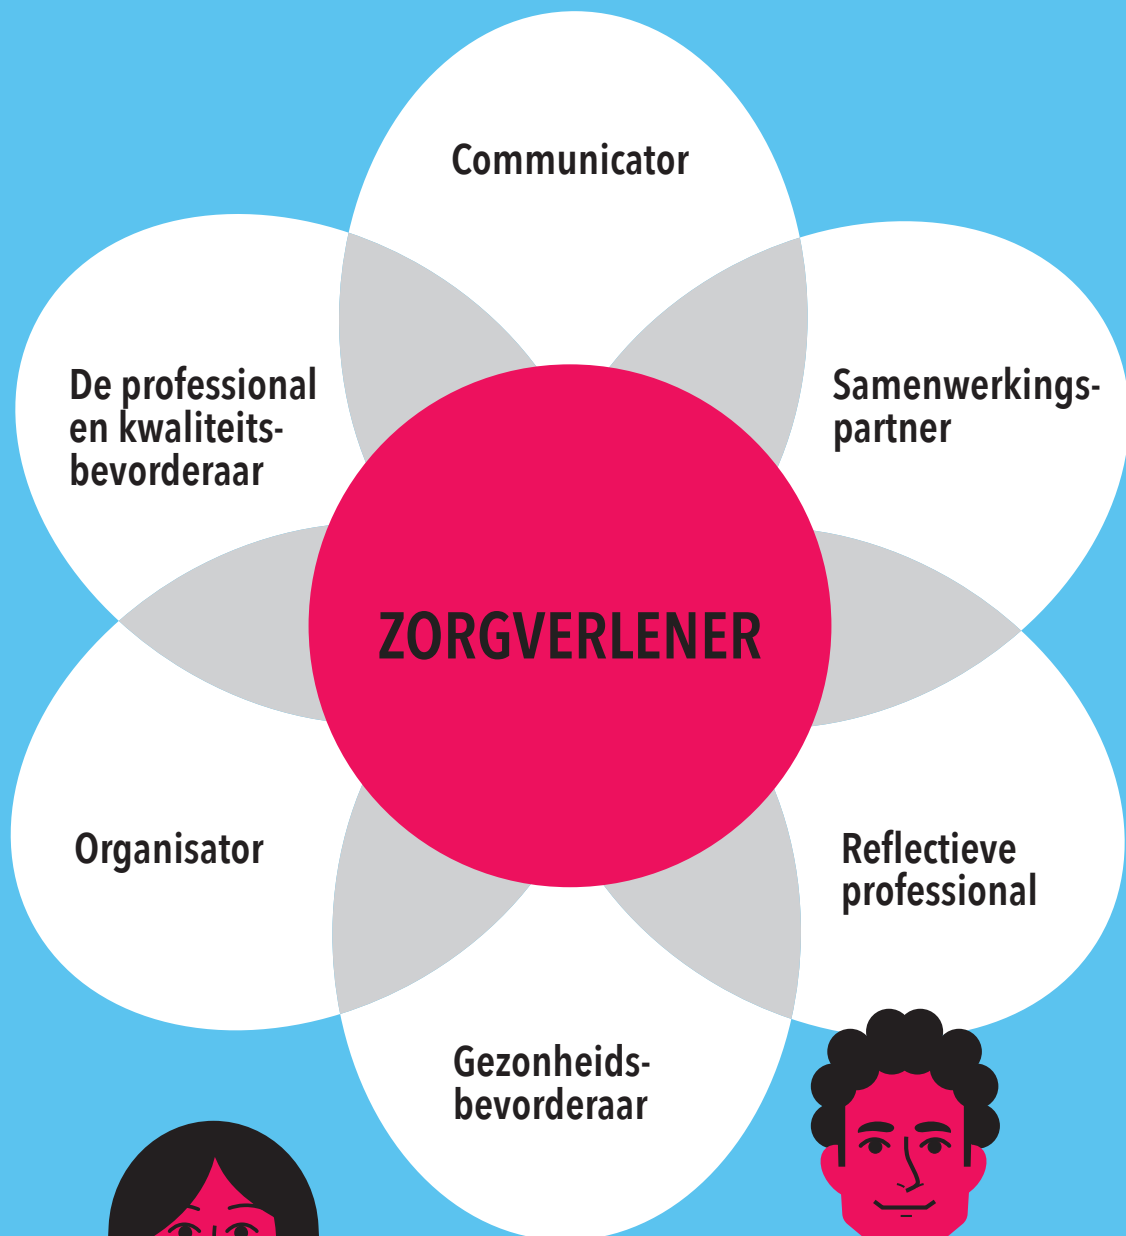 Communicator
De professional
en kwaliteits-
bevorderaar
Samenwerkings-
partner
ZORGVERLENER
Organisator
Reflectieve
professional
Gezonheids-
bevorderaar